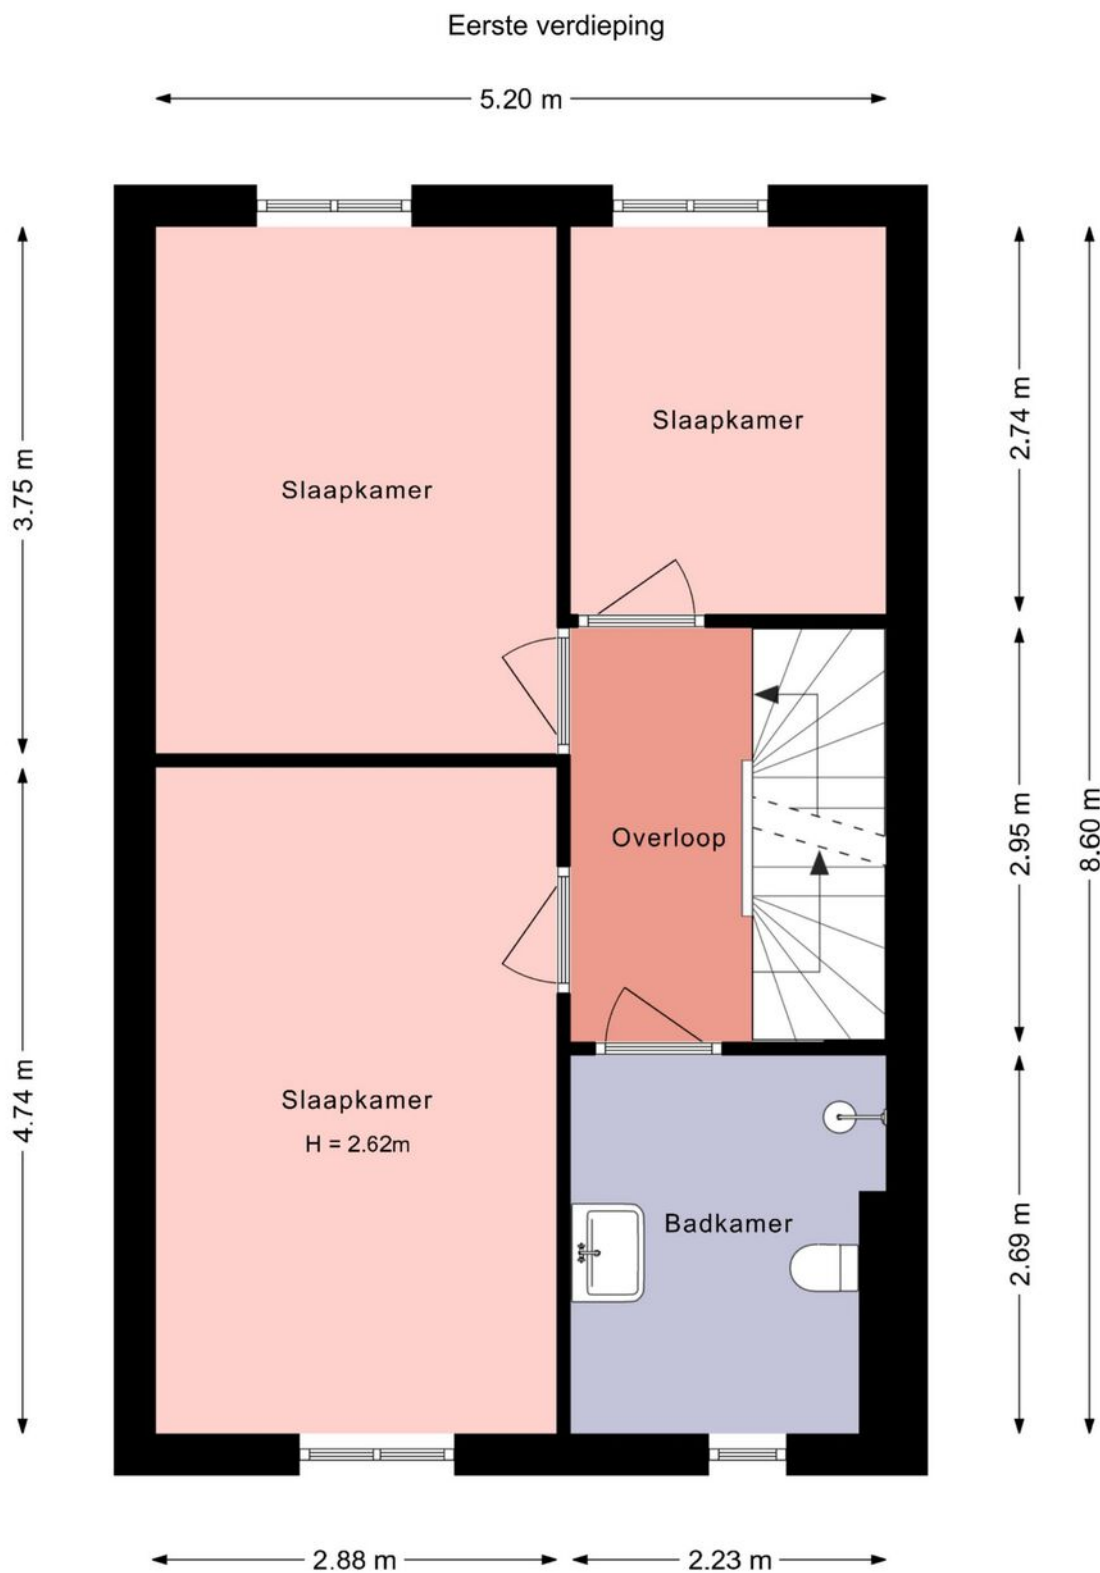 Eerste verdieping
5.20 m
Slaapkamer
2.74 m
3.75 m
Slaapkamer
Overloop
2.95 m
8.60 m
Slaapkamer
H = 2.62m
4.74 m
Badkamer
2.69 m
2.88 m
2.23 m